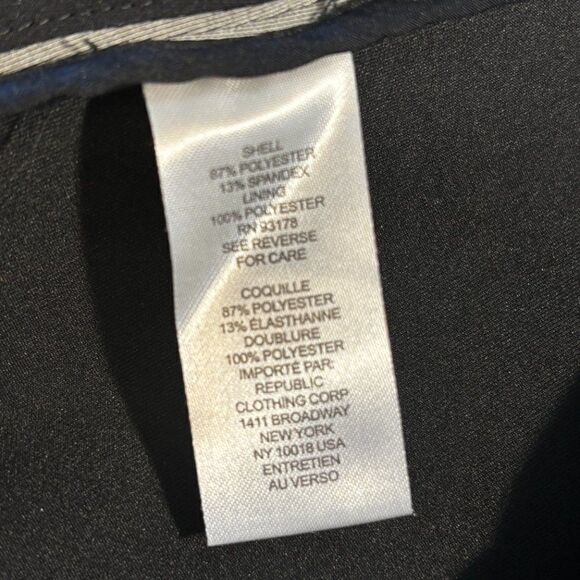 SHELL
87% POLYESTER
13% SPANDEX
LINING
100% POLYESTER
RN 93178
SEE REVERSE
FOR CARE
COQUILLE
87% POLYESTER
13% ÉLASTHANNE
DOUBLURE
100% POLYESTER
IMPORTÉ PAR:
REPUBLIC
CLOTHING CORP
1411 BROADWAY
NEW YORK
NY 10018 USA
ENTRETIEN
AU VERSO